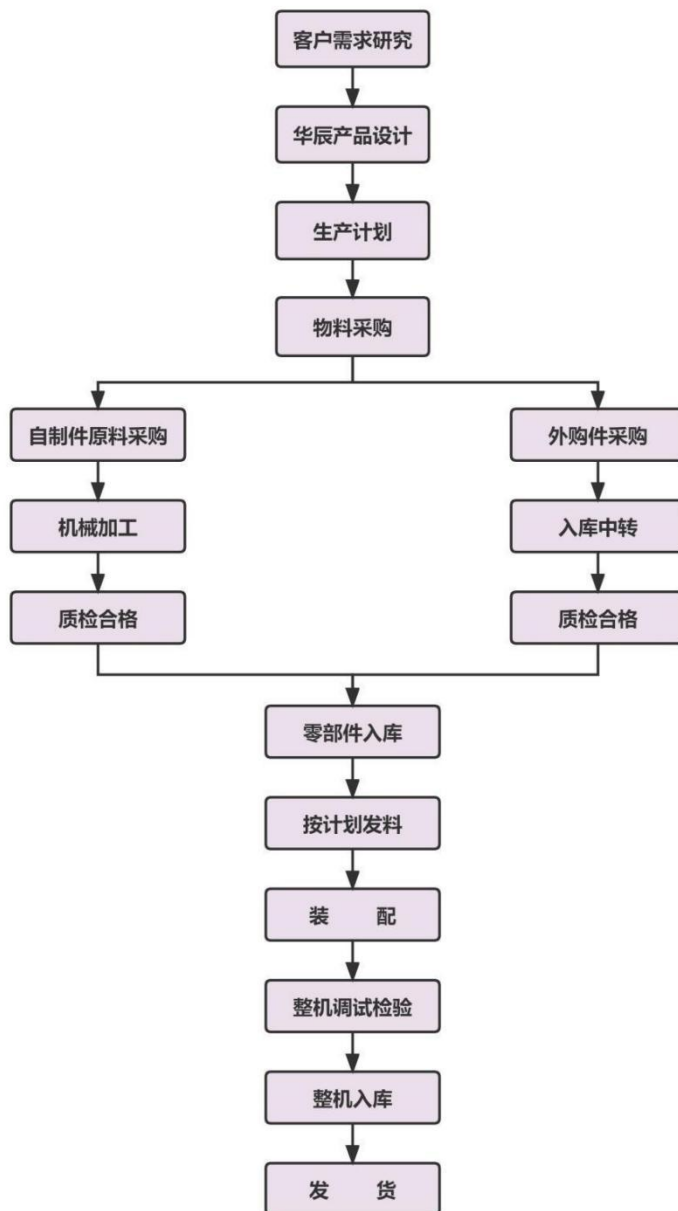 客户需求研究
华辰产品设计
生产计划
物料采购
自制件原料采购
外购件采购
机械加工
入库中转
质检合格
质检合格
零部件入库
按计划发料
装 配
整机调试检验
整机入库
发 货